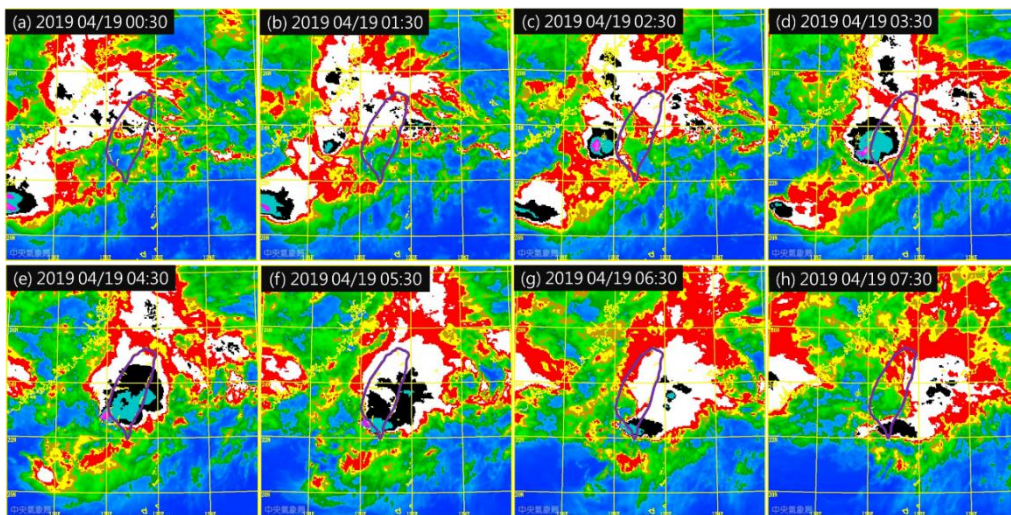 (a) 2019 04/19 00:30
(b) 2019 04/19 01:30
(c) 2019 04/19 02:30
(d) 2019 04/19 03:30
中央氣象局
中央氣象局
中央氣象局
中央氣象局
(e) 2019 04/19 04:30
(f) 2019 04/19 05:30
(g) 2019 04/19 06:30
(h) 2019 04/19 07:30
中央氣象局
中央氣象局
中央氣象局
中央氣象局